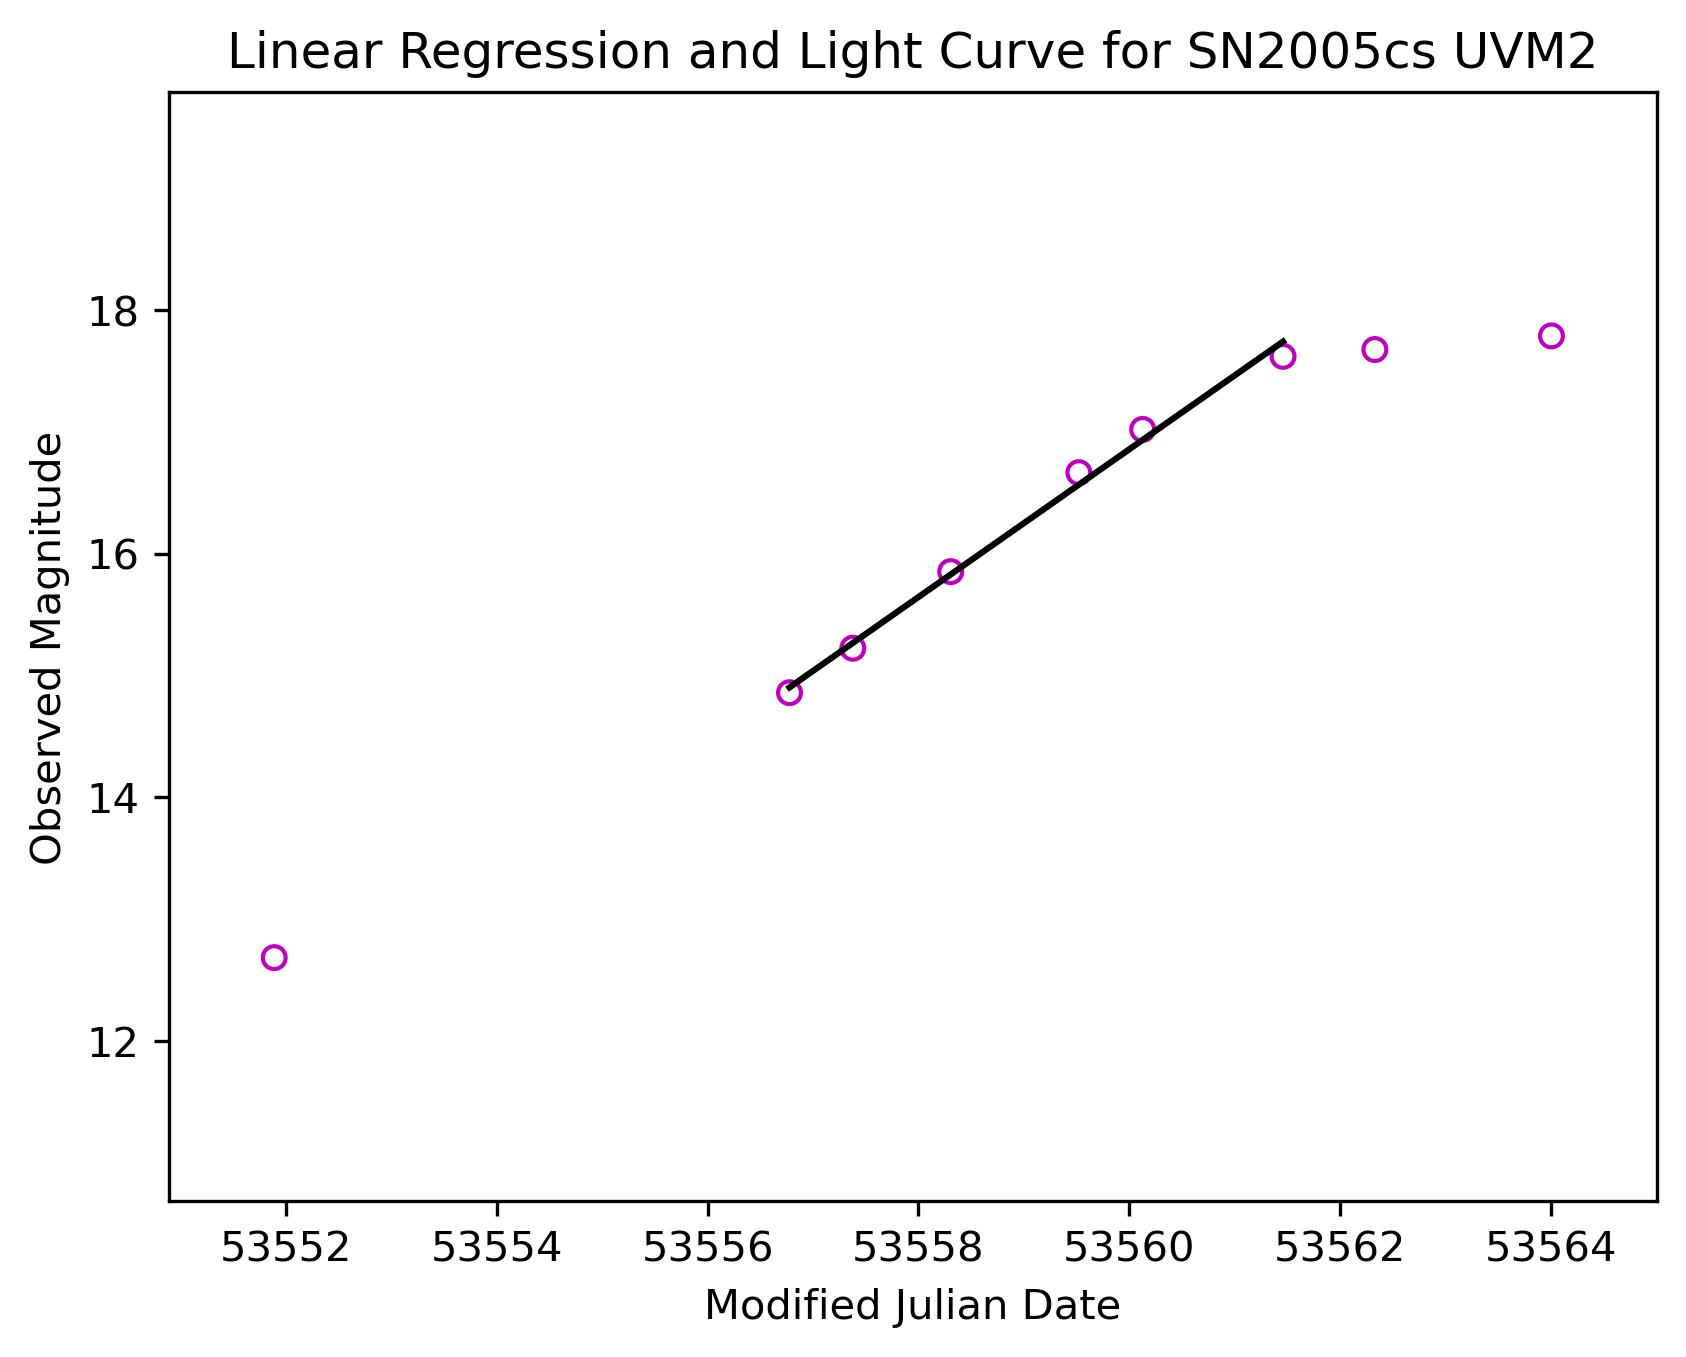 Linear Regression and Light Curve for SN2005cs UVM2
18
16
14
12
Observed Magnitude
53552 53554 53556 53558 53560 53562 53564
Modified Julian Date